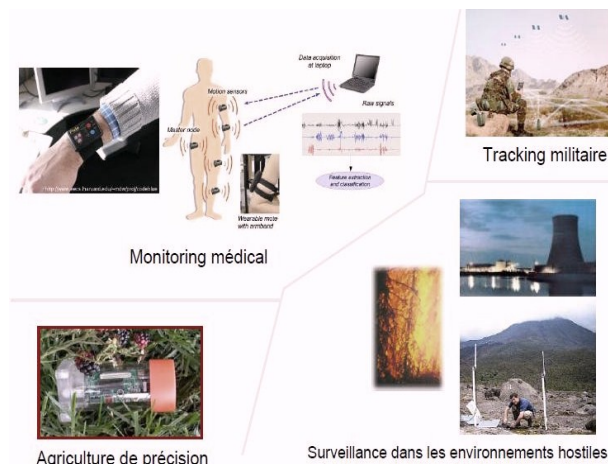 Data acquisition
at laptop
Motion sensors
Raw signals
Master node
Feature extraction
and classification
Wearable mote
with armband
Tracking militaire
Monitoring médical
Agriculture de précision
Surveillance dans les environnements hostiles